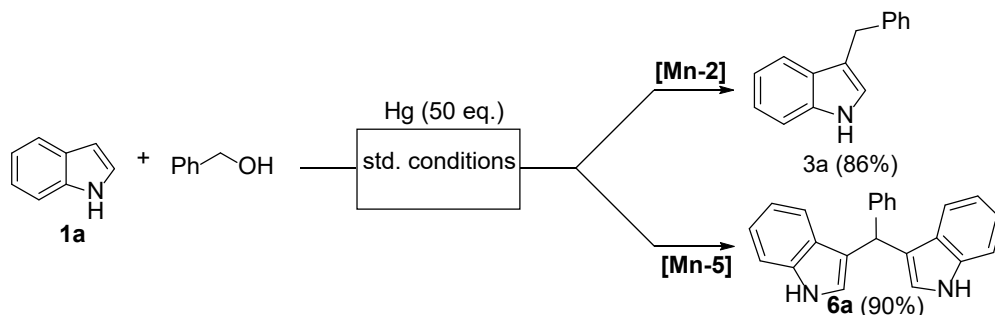 Ph
[Mn-2]
Hg (50 eq.)
N
H
3a (86%)
+
Ph
OH
std. conditions
N
H
1a
Ph
[Mn-5]
HN
NH
6a (90%)